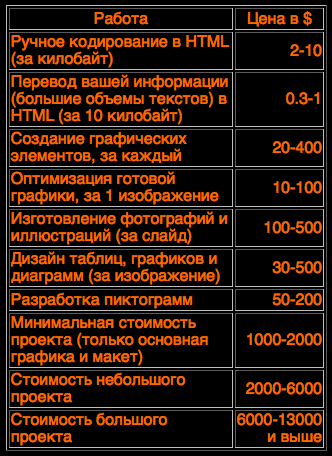 Работа Цена в $
Ручное кодирование в HTML
(за килобайт)
2-10
Перевод вашей информации
(большие объемы текстов) в
HTML (за 10 килобайт)
0.3-1
Создание графических
элементов, за каждый
20-400
Оптимизация готовой
графики, за 1 изображение
10-100
Изготовление фотографий и
иллюстраций (за слайд)
100-500
Дизайн таблиц, графиков и
диаграмм (за изображение)
30-500
Разработка пиктограмм 50-200
Минимальная стоимость
проекта (только основная
графика и макет)
1000-2000
Стоимость небольшого
проекта
2000-6000
Стоимость большого
проекта
6000-13000
и выше